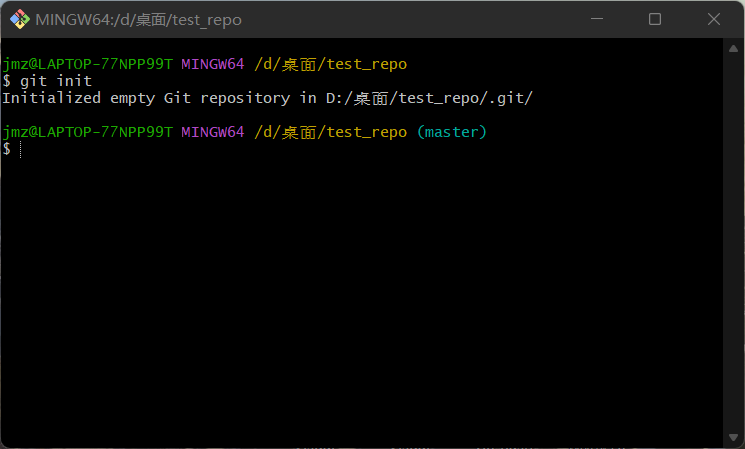 MINGW64:/d/桌面/test_repo
jmz@LAPTOP-77NPP99T MINGW64 /d/桌面/test_repo
$ git init
Initialized empty Git repository in D:/桌面/test_repo/.git/
jmz@LAPTOP-77NPP99T MINGW64 /d/桌面/test_repo (master)
$